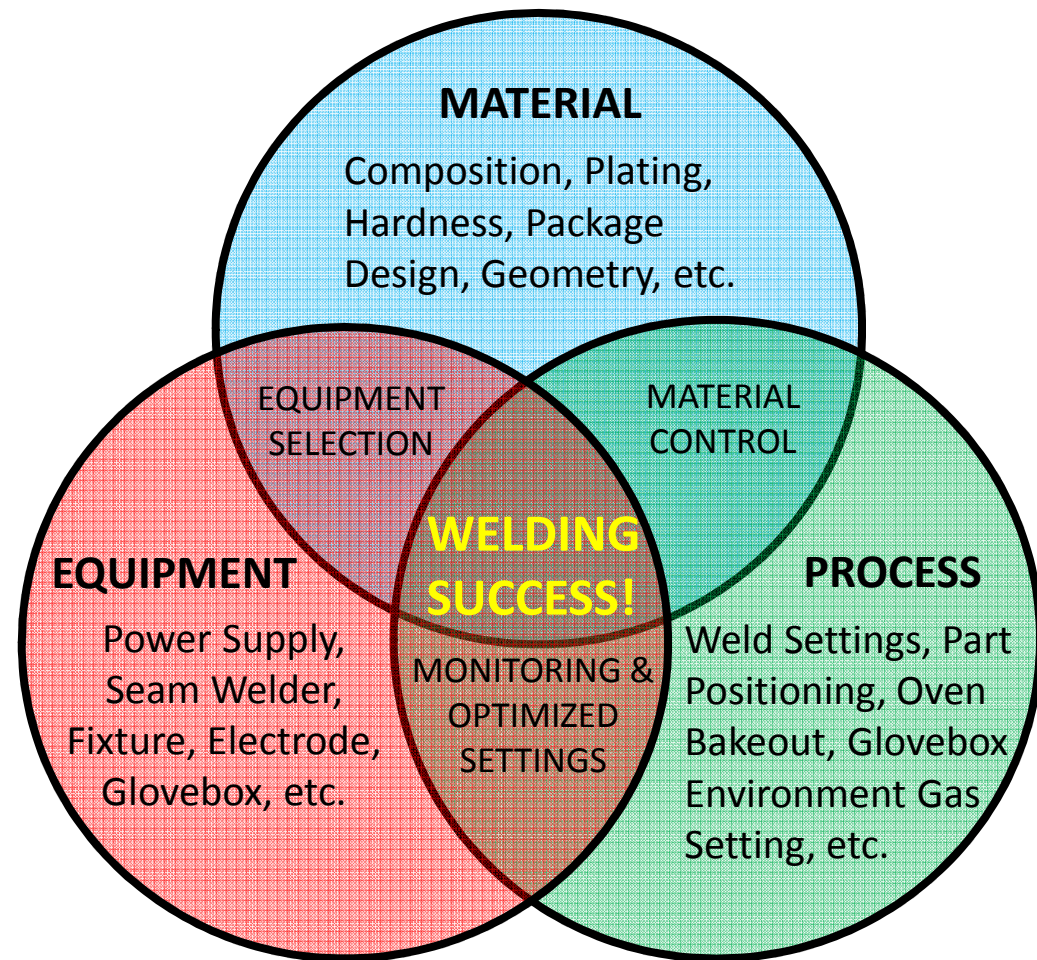 MATERIAL
Composition, Plating,
Hardness, Package
Design, Geometry, etc.
EQUIPMENT
SELECTION
MATERIAL
CONTROL
WELDING
SUCCESS!
EQUIPMENT
Power Supply,
Seam Welder,
Fixture, Electrode,
Glovebox, etc.
MONITORING &
OPTIMIZED
SETTINGS
PROCESS
Weld Settings, Part
Positioning, Oven
Bakeout, Glovebox
Environment Gas
Setting, etc.